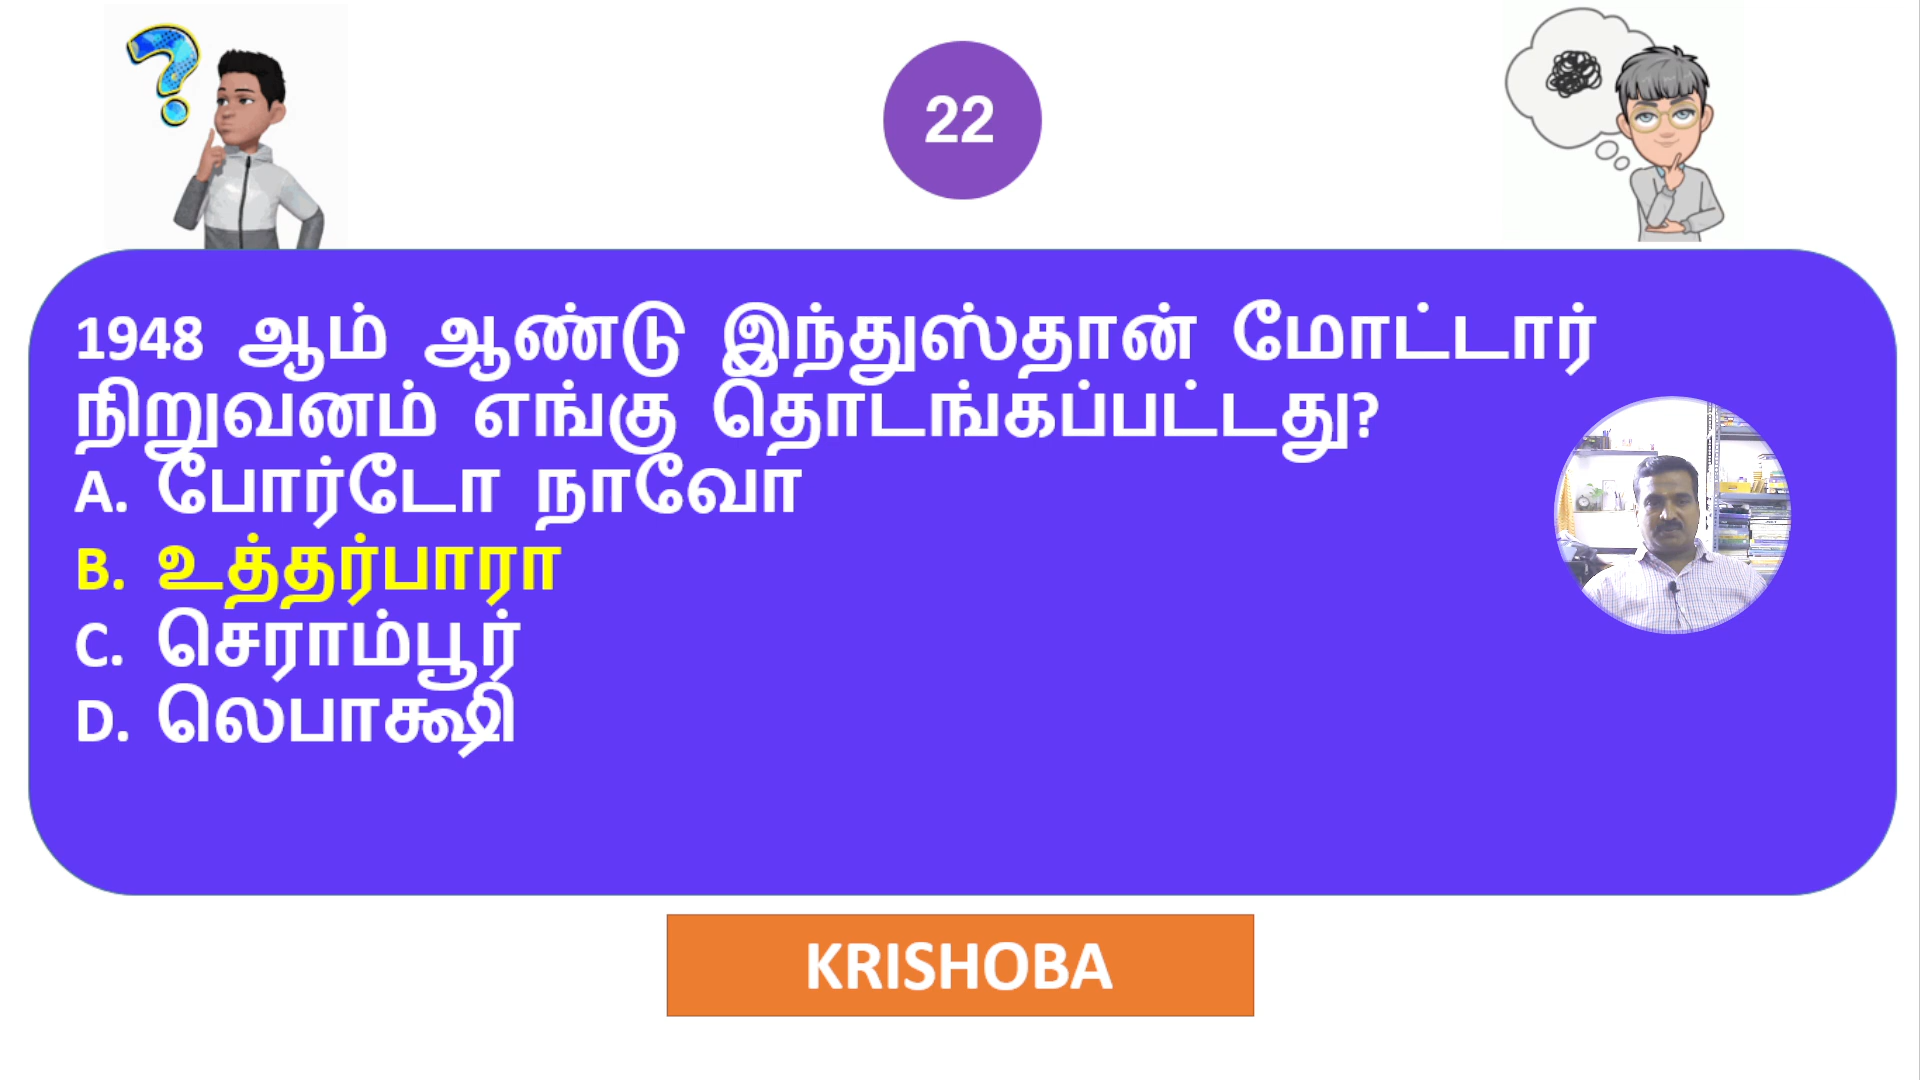 22
1948 ஆம் ஆண்டு இந்துஸ்தான் மோட்டார்
நிறுவனம் எங்கு தொடங்கப்பட்டது?
A. போர்டோ நாவோ
B. உத்தர்பாரா
C. செராம்பூர்
D. லெபாக்ஷி
KRISHOBA